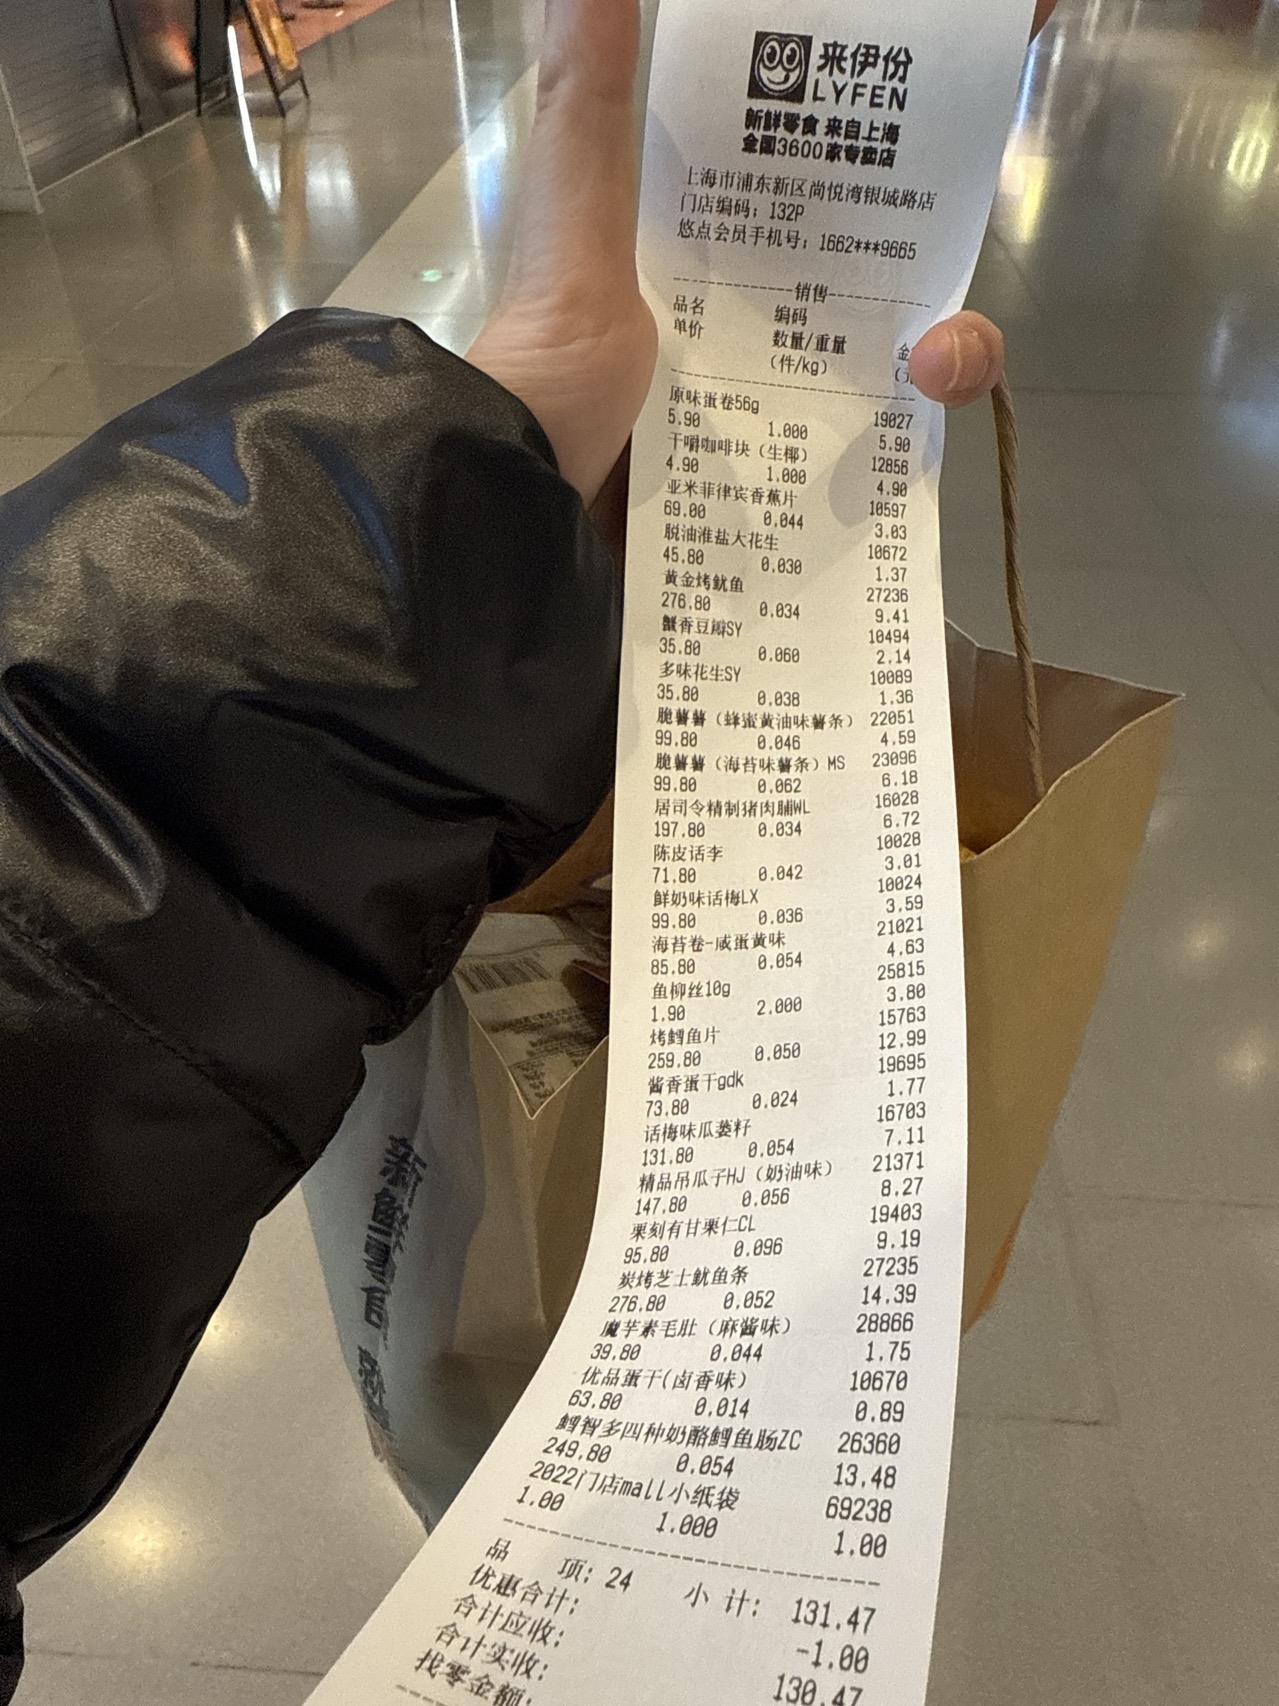 来伊份
LYFEN
新鲜零食 来自上海
全国3600家专卖店
上海市浦东新区尚悦湾银城路店
门店编码：132P
悠点会员手机号：1662***9665
销售
品名 编码
单价 数量/重量 金
(件/kg)
原味蛋卷56g 19027
5.90 1.000 5.90
干嚼咖啡块（生椰） 12856
4.90 1.000 4.90
亚米菲律宾香蕉片 10597
69.00 0.044 3.03
脱油淮盐大花生 10672
45.80 0.030 1.37
黄金烤鱿鱼 27236
276.80 0.034 9.41
蟹香豆瓣SY 10494
35.80 0.060 2.14
多味花生SY 10089
35.80 0.038 1.36
脆薯薯（蜂蜜黄油味薯条） 22051
99.80 0.046 4.59
脆薯薯（海苔味薯条）MS 23096
99.80 0.062 6.18
居司令精制猪肉脯WL 16028
197.80 0.034 6.72
陈皮话李 10028
71.80 0.042 3.01
鲜奶味话梅LX 10024
99.80 0.036 3.59
海苔卷-咸蛋黄味 21021
85.80 0.054 4.63
鱼柳丝10g 25815
1.90 2.000 3.80
烤鳕鱼片 15763
259.80 0.050 12.99
酱香蛋干gdk 19695
73.80 0.024 1.77
话梅味瓜蒌籽 16703
131.80 0.054 7.11
精品吊瓜子HJ（奶油味） 21371
147.80 0.056 8.27
栗刻有甘栗仁CL 19403
95.80 0.096 9.19
炭烤芝士鱿鱼条 27235
276.80 0.052 14.39
魔芋素毛肚（麻酱味） 28866
39.80 0.044 1.75
优品蛋干(卤香味) 10670
63.80 0.014 0.89
鳕智多四种奶酪鳕鱼肠ZC 26360
249.80 0.054 13.48
2022门店mall小纸袋 69238
1.00 1.000 1.00
品 项: 24 小 计: 131.47
优惠合计: -1.00
合计应收: 130.47
合计实收:
找零金额:
新鲜零食